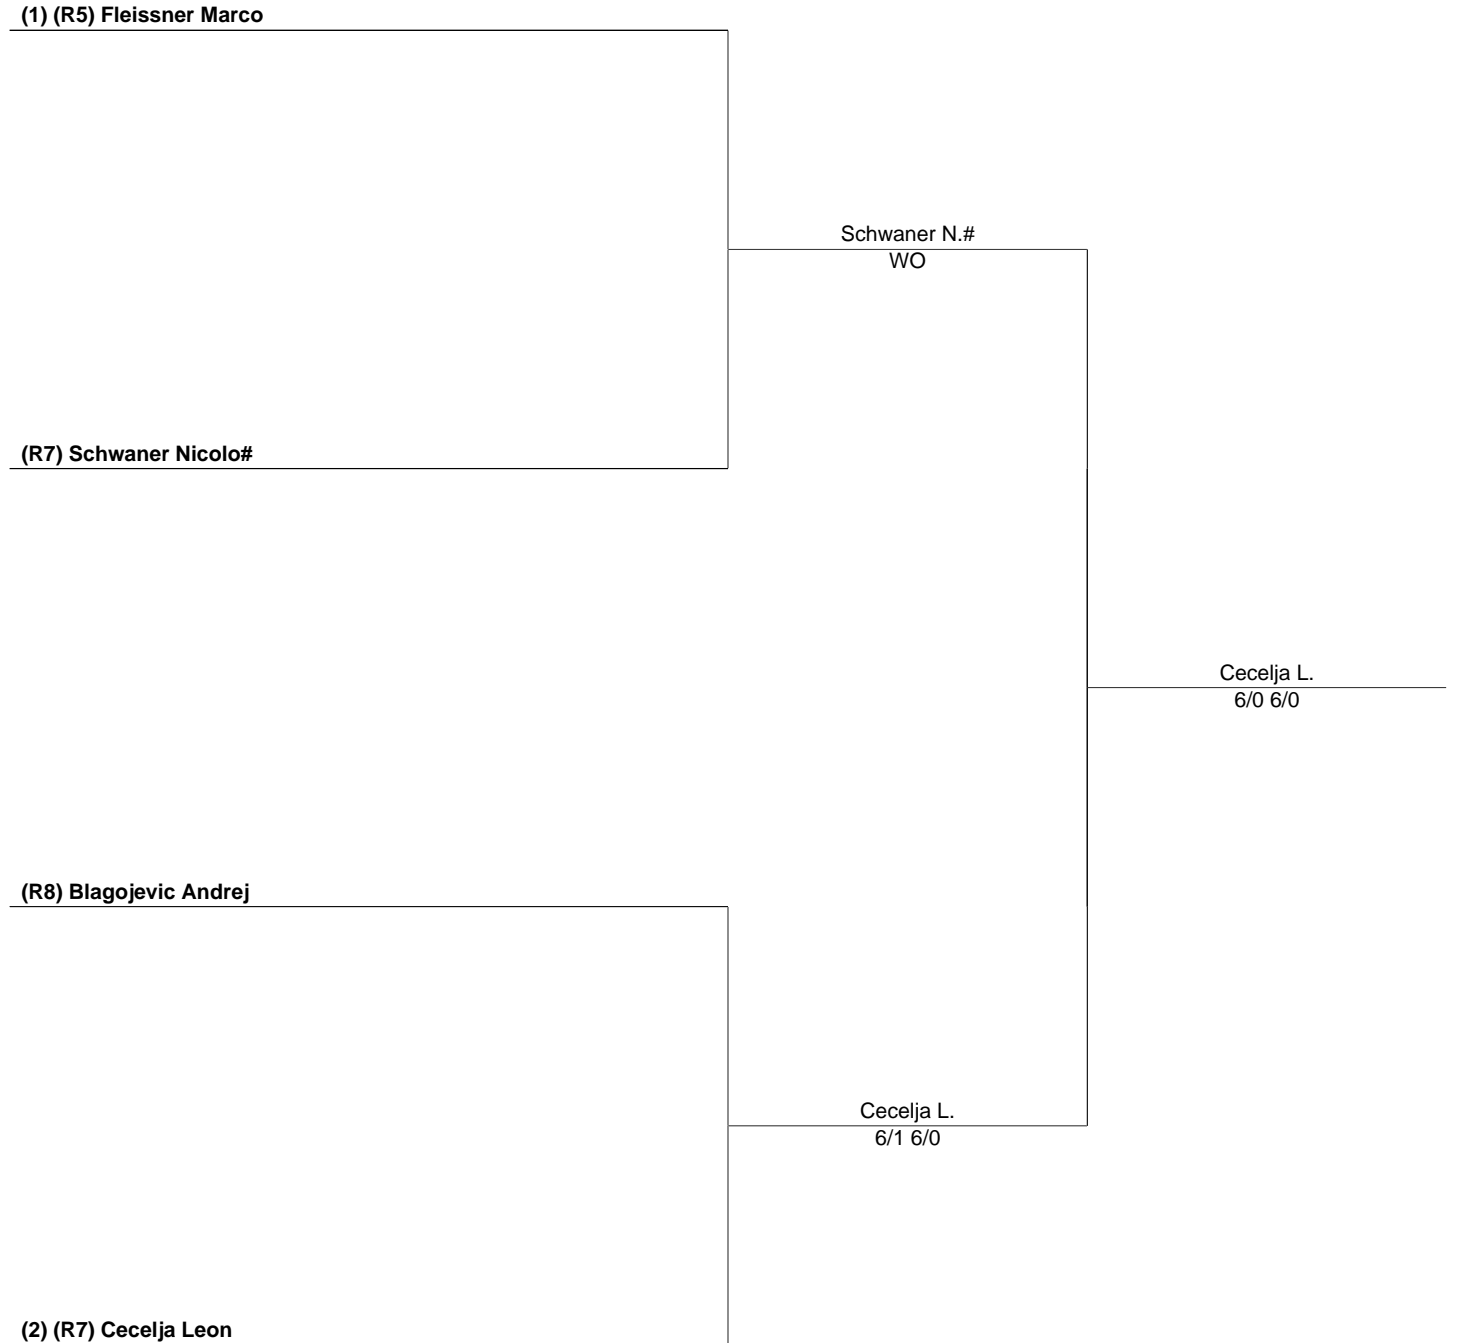 (1) (R5) Fleissner Marco
Schwaner N.#
WO
(R7) Schwaner Nicolo#
Cecelja L.
6/0 6/0
(R8) Blagojevic Andrej
Cecelja L.
6/1 6/0
(2) (R7) Cecelja Leon